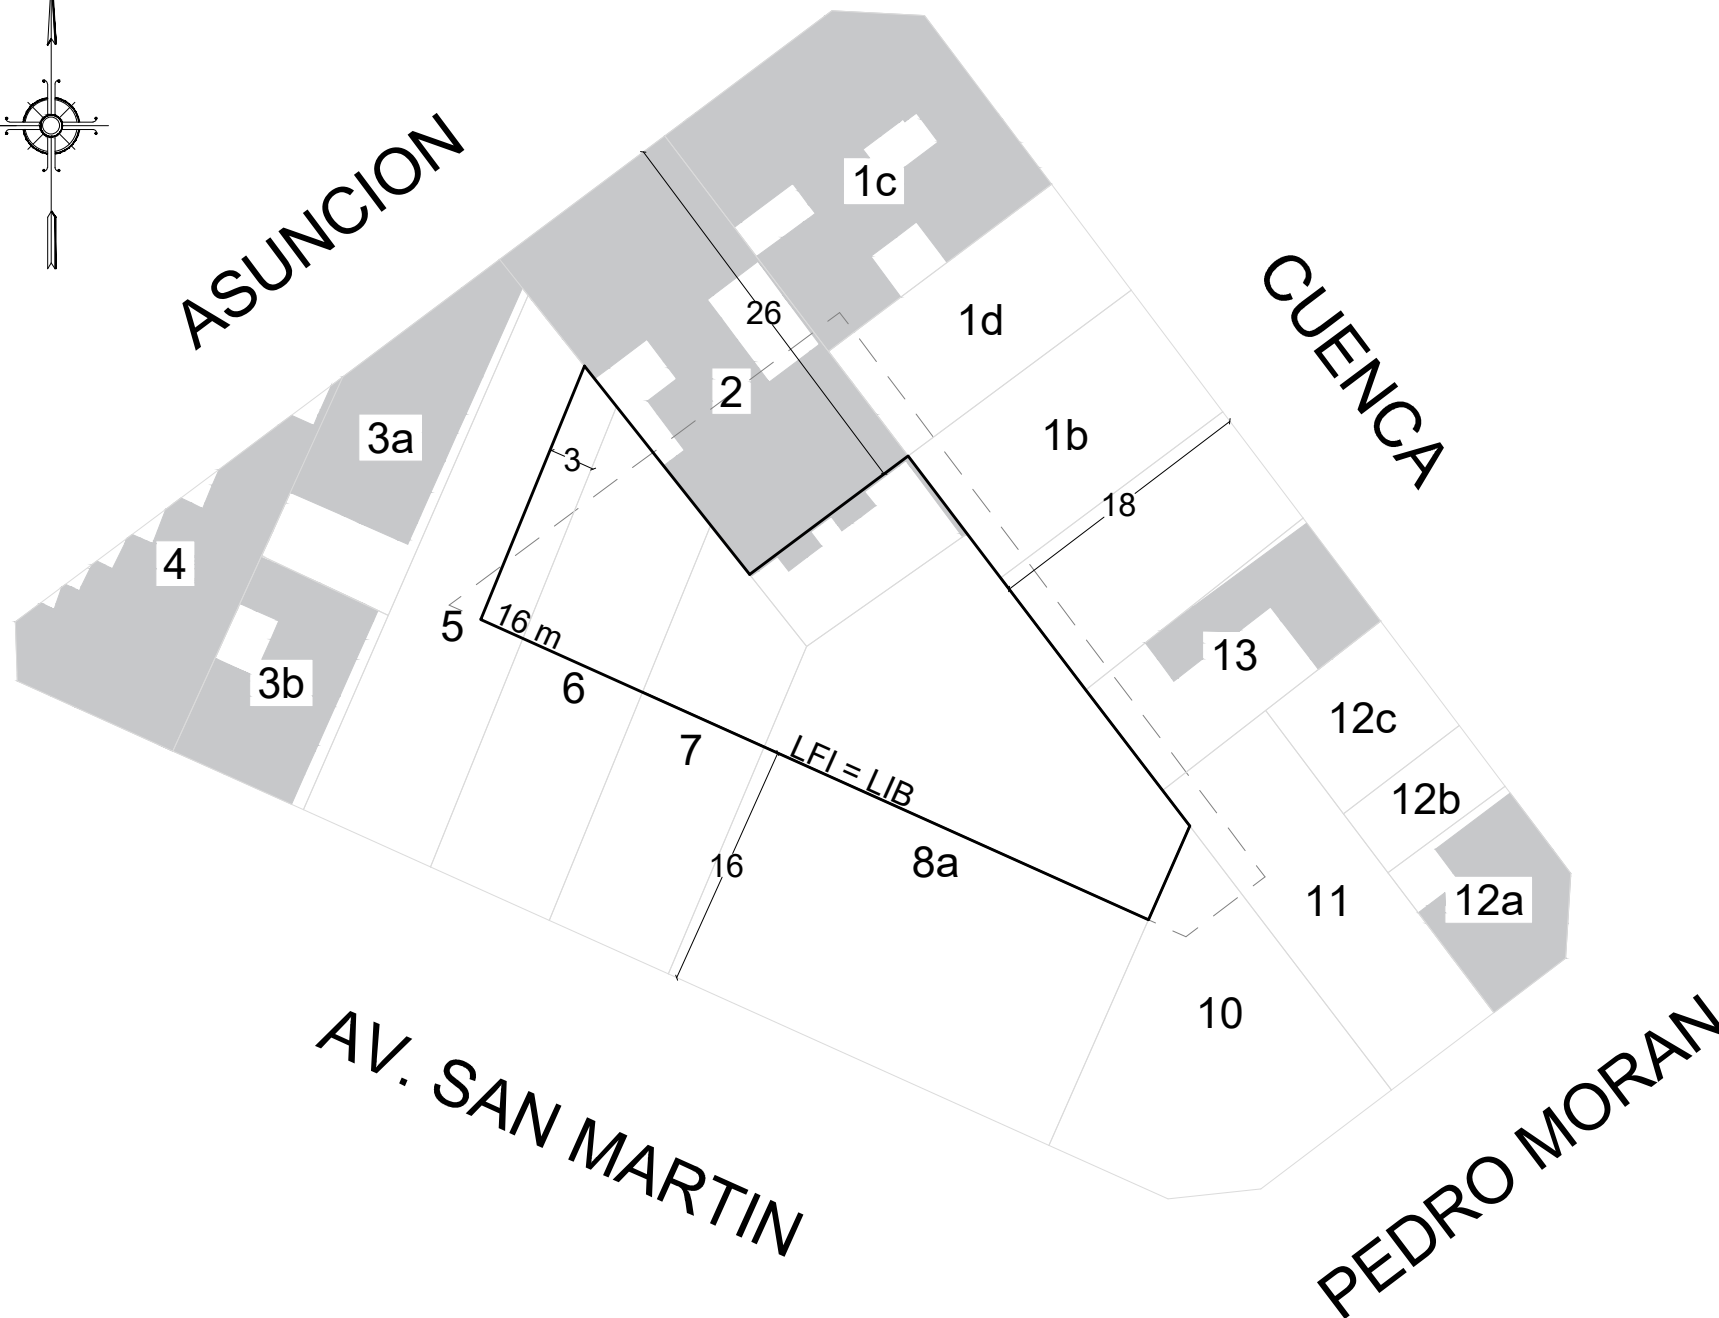 ASUNCION
1c
CUENCA
26
1d
2
3a
1b
3
18
4
5
16 m
13
3b
6
12c
7
LFI = LIB
12b
16
8a
11
12a
10
AV. SAN MARTIN
PEDRO MORAN